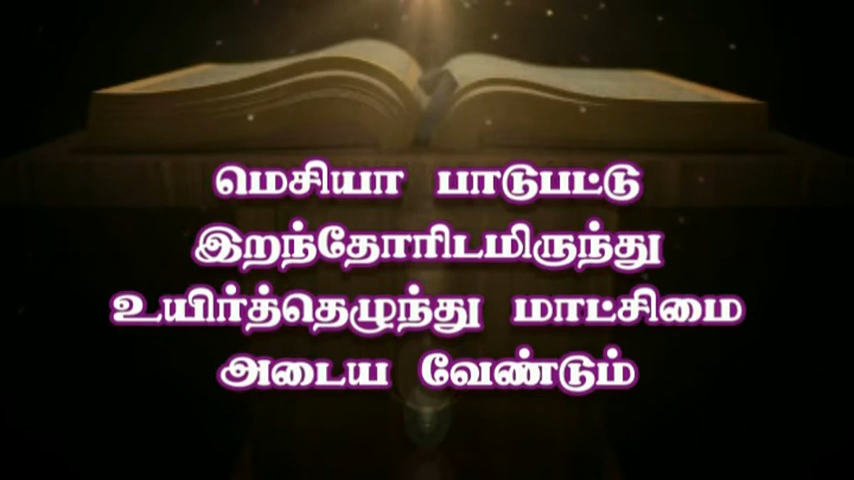 மெசியா பாடுபட்டு
இறந்தோரிடமிருந்து
உயிர்த்தெழுந்து மாட்சிமை
அடைய வேண்டும்